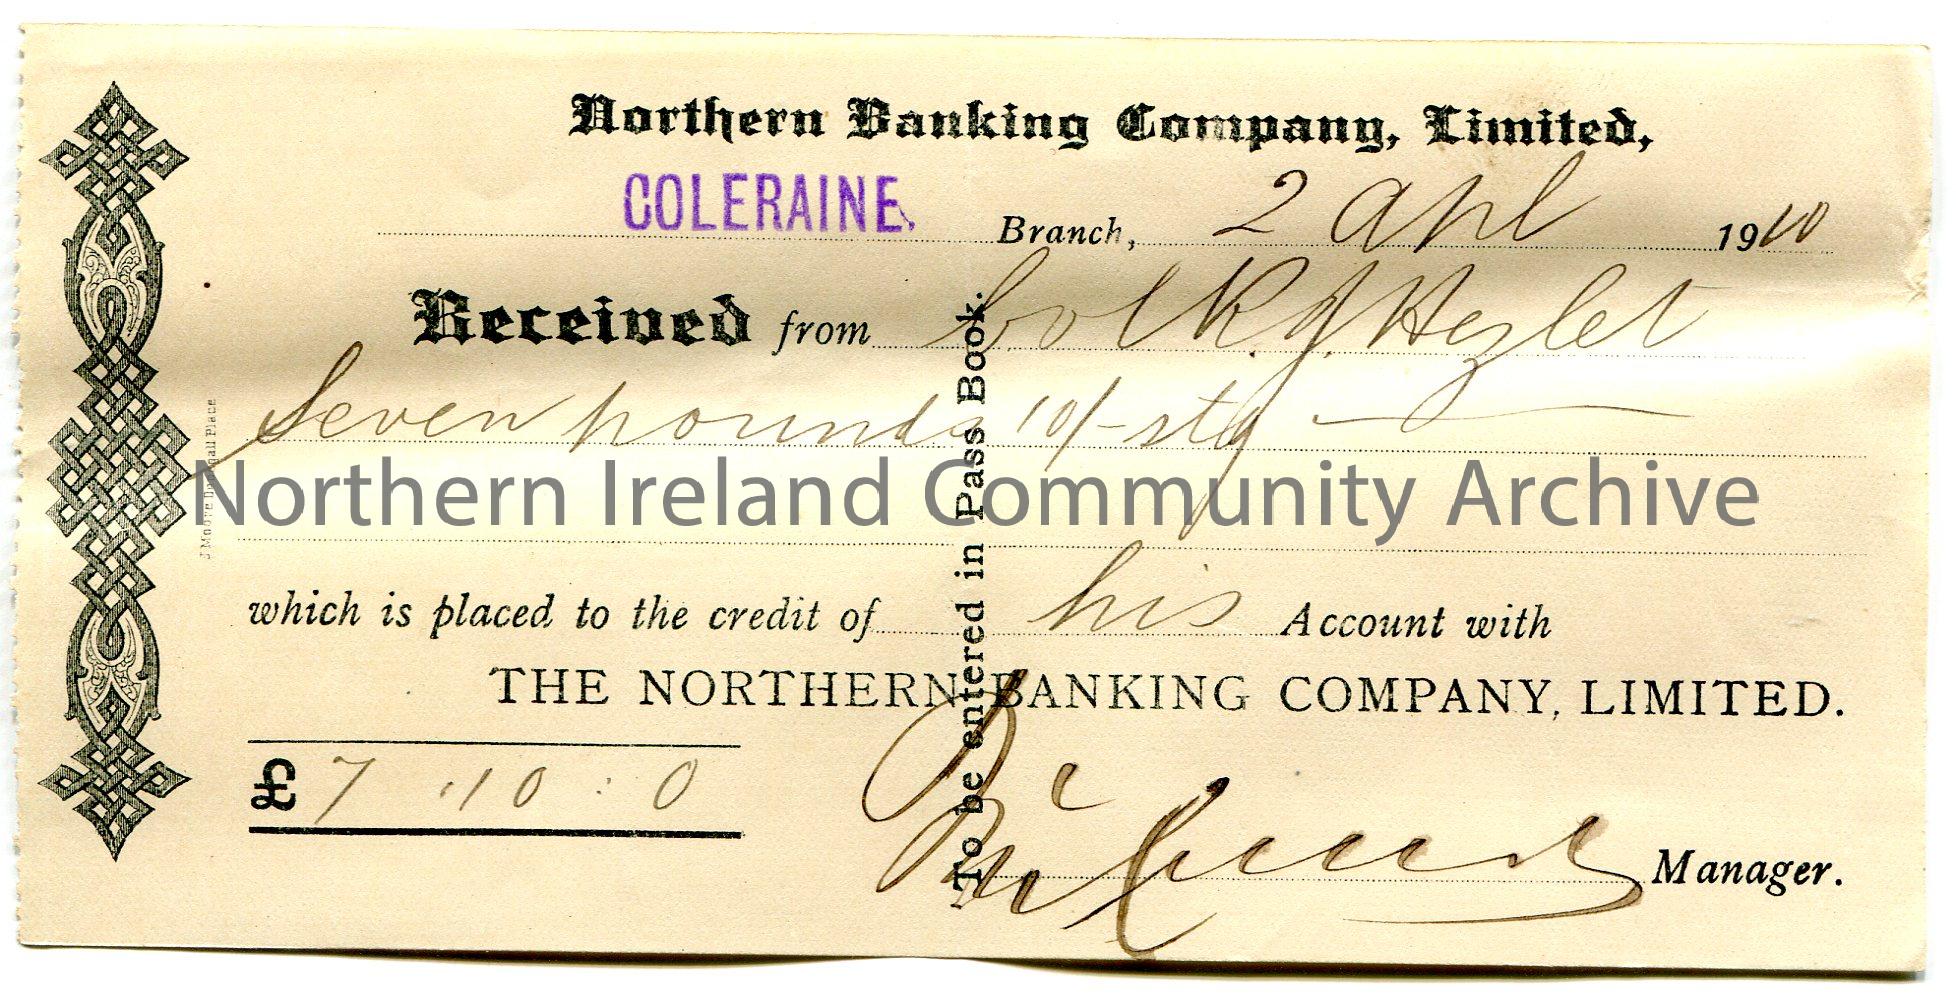 Northern Banking Company, Limited,
COLERAINE. Branch, 2 Apl 1910
Received from Col R. J. Hezlet
Seven pounds 10/- stg
which is placed to the credit of his Account with
THE NORTHERN BANKING COMPANY, LIMITED.
£ 7 : 10 : 0
Manager.
To be entered in Pass Book.
Northern Ireland Community Archive